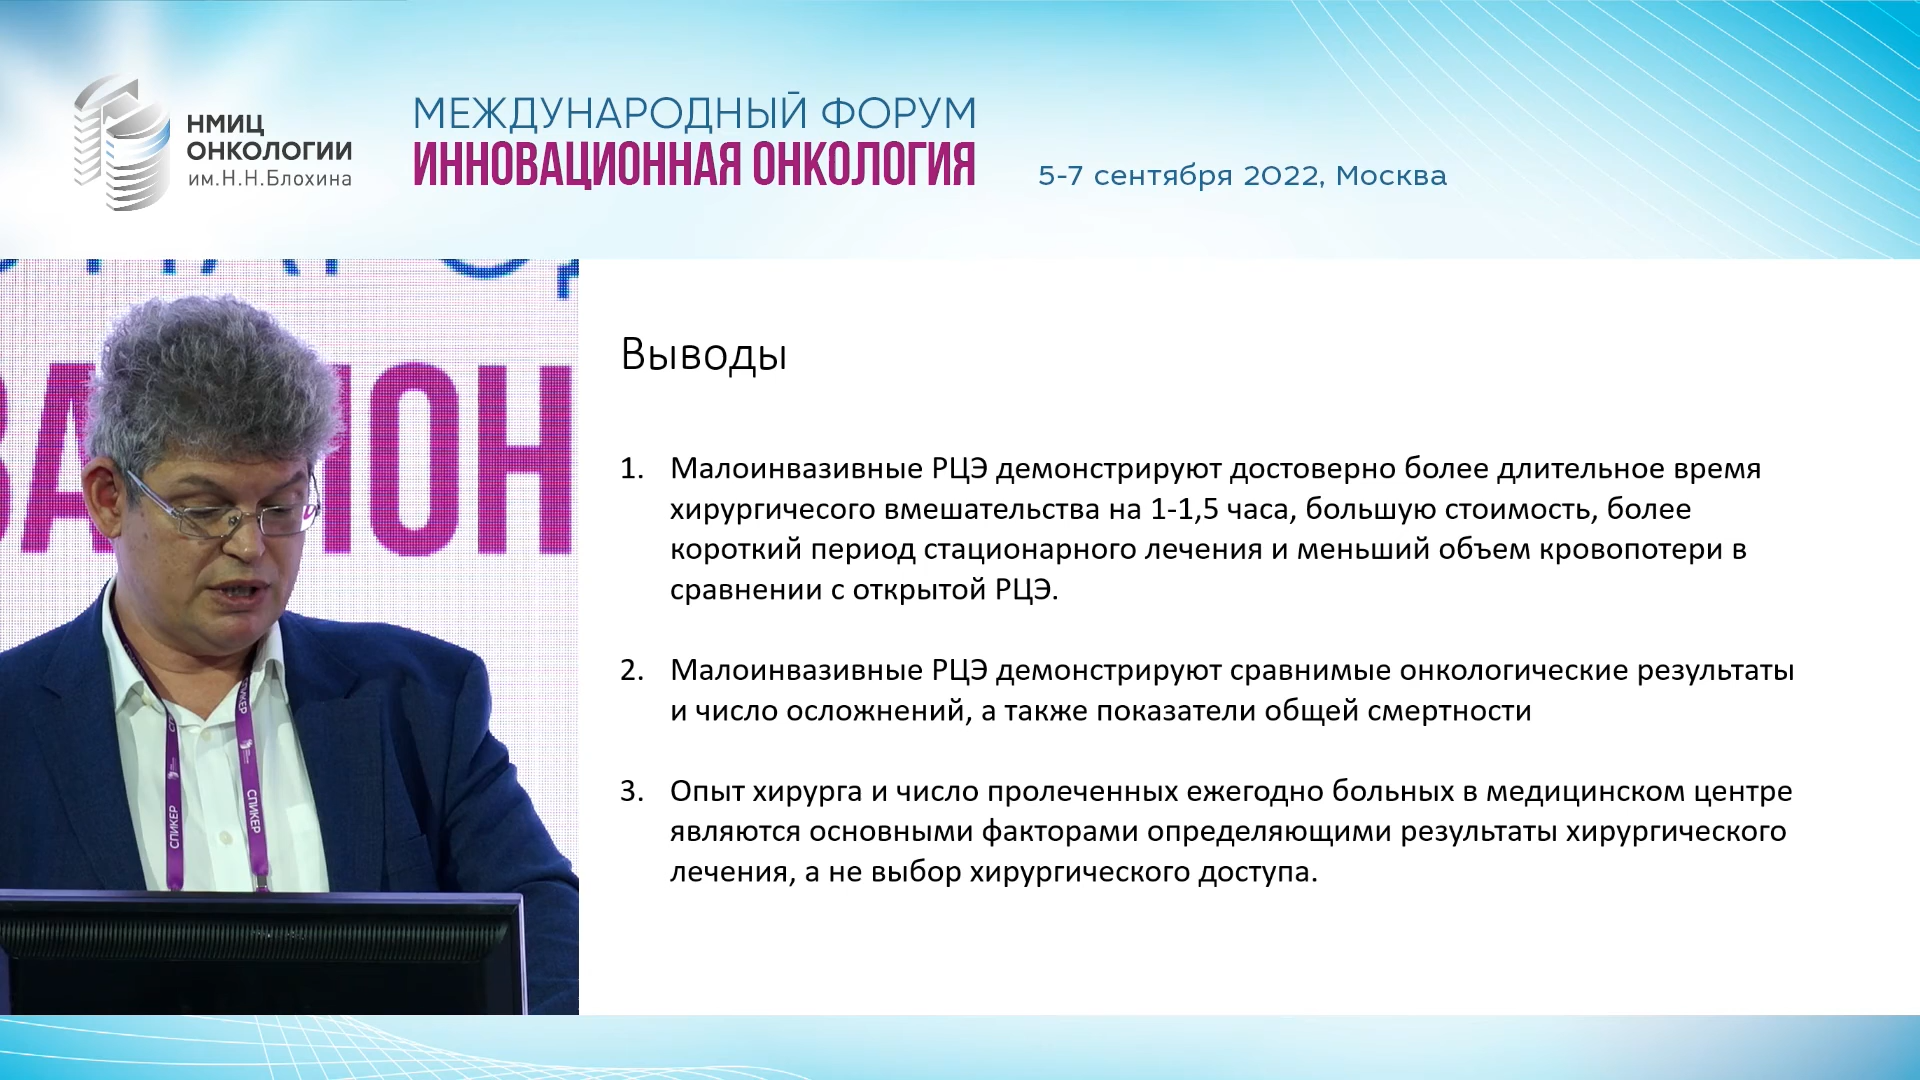 НМИЦ
ОНКОЛОГИИ
им.Н.Н.Блохина
МЕЖДУНАРОДНЫЙ ФОРУМ
ИННОВАЦИОННАЯ ОНКОЛОГИЯ
5-7 сентября 2022, Москва
Выводы
1. Малоинвазивные РЦЭ демонстрируют достоверно более длительное время
хирургичесого вмешательства на 1-1,5 часа, большую стоимость, более
короткий период стационарного лечения и меньший объем кровопотери в
сравнении с открытой РЦЭ.
2. Малоинвазивные РЦЭ демонстрируют сравнимые онкологические результаты
и число осложнений, а также показатели общей смертности
3. Опыт хирурга и число пролеченных ежегодно больных в медицинском центре
являются основными факторами определяющими результаты хирургического
лечения, а не выбор хирургического доступа.
СПИКЕР
СПИКЕР
СПИКЕР